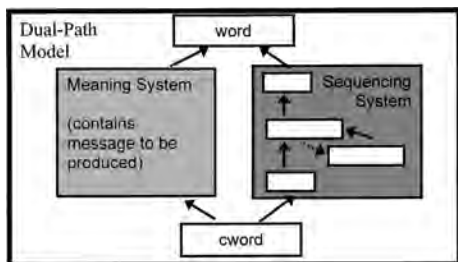 Dual-Path
Model
word
Meaning System
(contains
message to be
produced)
Sequencing
System
cword